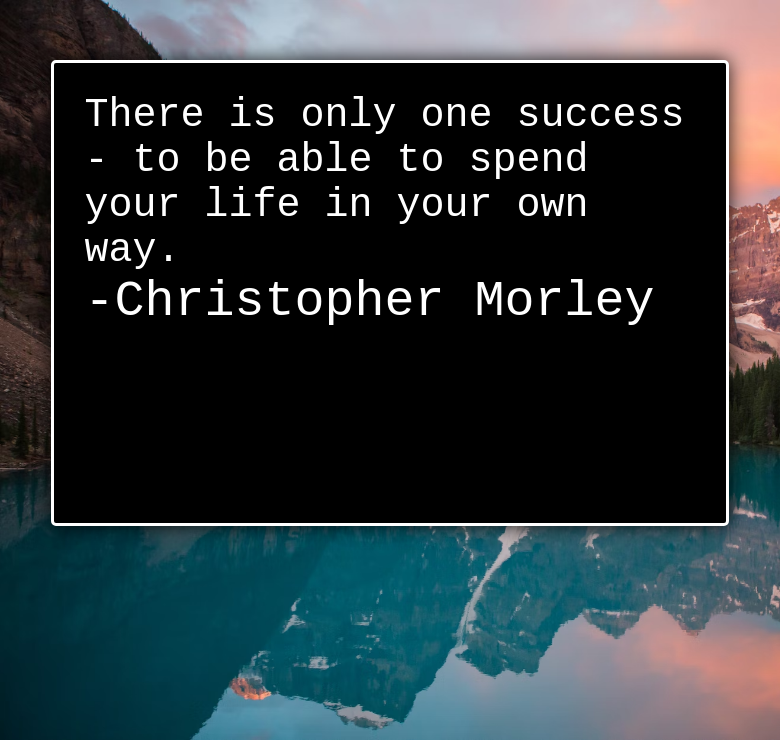 There is only one success
- to be able to spend
your life in your own
way.
-Christopher Morley